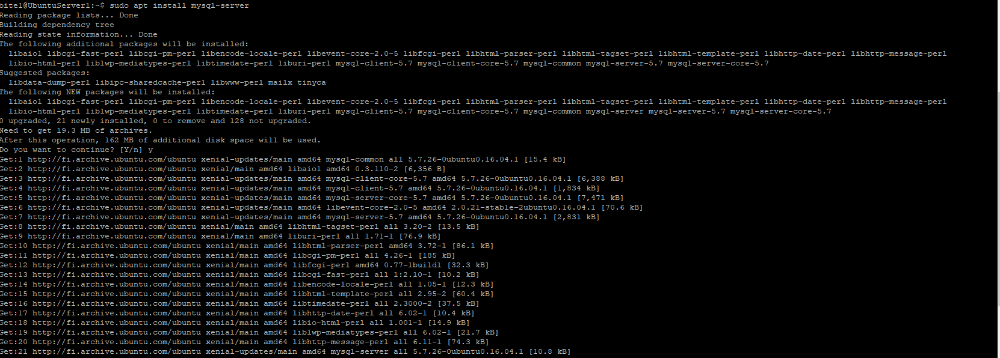 bite1@UbuntuServer1:~$ sudo apt install mysql-server
Reading package lists... Done
Building dependency tree
Reading state information... Done
The following additional packages will be installed:
  libaio1 libcgi-fast-perl libcgi-pm-perl libencode-locale-perl libevent-core-2.0-5 libfcgi-perl libhtml-parser-perl libhtml-tagset-perl libhtml-template-perl libhttp-date-perl libhttp-message-perl
  libio-html-perl liblwp-mediatypes-perl libtimedate-perl liburi-perl mysql-client-5.7 mysql-client-core-5.7 mysql-common mysql-server-5.7 mysql-server-core-5.7
Suggested packages:
  libdata-dump-perl libipc-sharedcache-perl libwww-perl mailx tinyca
The following NEW packages will be installed:
  libaio1 libcgi-fast-perl libcgi-pm-perl libencode-locale-perl libevent-core-2.0-5 libfcgi-perl libhtml-parser-perl libhtml-tagset-perl libhtml-template-perl libhttp-date-perl libhttp-message-perl
  libio-html-perl liblwp-mediatypes-perl libtimedate-perl liburi-perl mysql-client-5.7 mysql-client-core-5.7 mysql-common mysql-server mysql-server-5.7 mysql-server-core-5.7
0 upgraded, 21 newly installed, 0 to remove and 128 not upgraded.
Need to get 19.3 MB of archives.
After this operation, 162 MB of additional disk space will be used.
Do you want to continue? [Y/n] y
Get:1 http://fi.archive.ubuntu.com/ubuntu xenial-updates/main amd64 mysql-common all 5.7.26-0ubuntu0.16.04.1 [15.4 kB]
Get:2 http://fi.archive.ubuntu.com/ubuntu xenial/main amd64 libaio1 amd64 0.3.110-2 [6,356 B]
Get:3 http://fi.archive.ubuntu.com/ubuntu xenial-updates/main amd64 mysql-client-core-5.7 amd64 5.7.26-0ubuntu0.16.04.1 [6,388 kB]
Get:4 http://fi.archive.ubuntu.com/ubuntu xenial-updates/main amd64 mysql-client-5.7 amd64 5.7.26-0ubuntu0.16.04.1 [1,834 kB]
Get:5 http://fi.archive.ubuntu.com/ubuntu xenial-updates/main amd64 mysql-server-core-5.7 amd64 5.7.26-0ubuntu0.16.04.1 [7,471 kB]
Get:6 http://fi.archive.ubuntu.com/ubuntu xenial-updates/main amd64 libevent-core-2.0-5 amd64 2.0.21-stable-2ubuntu0.16.04.1 [70.6 kB]
Get:7 http://fi.archive.ubuntu.com/ubuntu xenial-updates/main amd64 mysql-server-5.7 amd64 5.7.26-0ubuntu0.16.04.1 [2,831 kB]
Get:8 http://fi.archive.ubuntu.com/ubuntu xenial/main amd64 libhtml-tagset-perl all 3.20-2 [13.5 kB]
Get:9 http://fi.archive.ubuntu.com/ubuntu xenial/main amd64 liburi-perl all 1.71-1 [76.9 kB]
Get:10 http://fi.archive.ubuntu.com/ubuntu xenial/main amd64 libhtml-parser-perl amd64 3.72-1 [86.1 kB]
Get:11 http://fi.archive.ubuntu.com/ubuntu xenial/main amd64 libcgi-pm-perl all 4.26-1 [185 kB]
Get:12 http://fi.archive.ubuntu.com/ubuntu xenial/main amd64 libfcgi-perl amd64 0.77-1build1 [32.3 kB]
Get:13 http://fi.archive.ubuntu.com/ubuntu xenial/main amd64 libcgi-fast-perl all 1:2.10-1 [10.2 kB]
Get:14 http://fi.archive.ubuntu.com/ubuntu xenial/main amd64 libencode-locale-perl all 1.05-1 [12.3 kB]
Get:15 http://fi.archive.ubuntu.com/ubuntu xenial/main amd64 libhtml-template-perl all 2.95-2 [60.4 kB]
Get:16 http://fi.archive.ubuntu.com/ubuntu xenial/main amd64 libtimedate-perl all 2.3000-2 [37.5 kB]
Get:17 http://fi.archive.ubuntu.com/ubuntu xenial/main amd64 libhttp-date-perl all 6.02-1 [10.4 kB]
Get:18 http://fi.archive.ubuntu.com/ubuntu xenial/main amd64 libio-html-perl all 1.001-1 [14.9 kB]
Get:19 http://fi.archive.ubuntu.com/ubuntu xenial/main amd64 liblwp-mediatypes-perl all 6.02-1 [21.7 kB]
Get:20 http://fi.archive.ubuntu.com/ubuntu xenial/main amd64 libhttp-message-perl all 6.11-1 [74.3 kB]
Get:21 http://fi.archive.ubuntu.com/ubuntu xenial-updates/main amd64 mysql-server all 5.7.26-0ubuntu0.16.04.1 [10.8 kB]